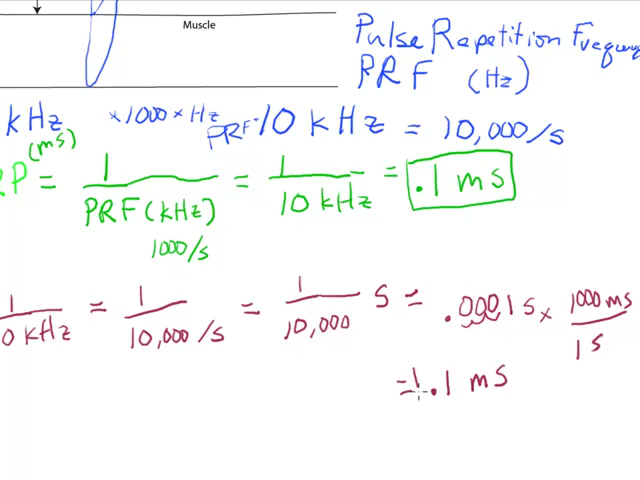 Muscle
Pulse Repetition Frequency
PRF (Hz)
kHz ×1000 × Hz PRF = 10 kHz = 10,000/s
RP (ms) = 1 / PRF (kHz) = 1 / 10 kHz = .1 ms
1000/s
1 / 10 kHz = 1 / 10,000/s = 1 / 10,000 s = .0001 s × 1000 ms / 1 s
= .1 ms